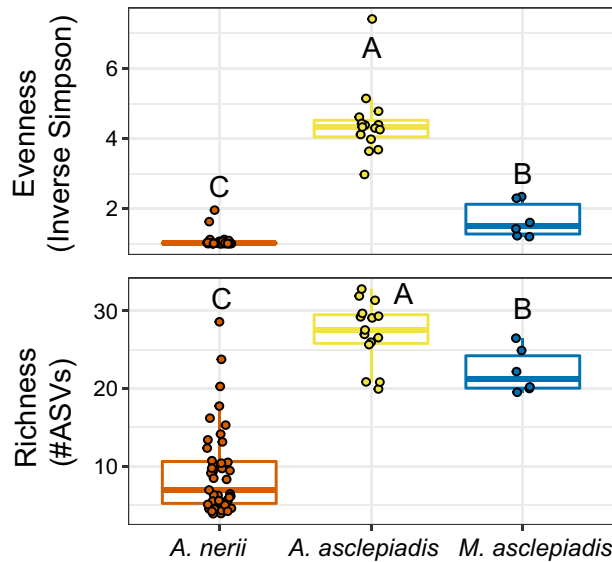 Evenness
(Inverse Simpson)
6
4
2
C
A
B
Richness
(#ASVs)
30
20
10
C
A
B
A. nerii
A. asclepiadis
M. asclepiadis